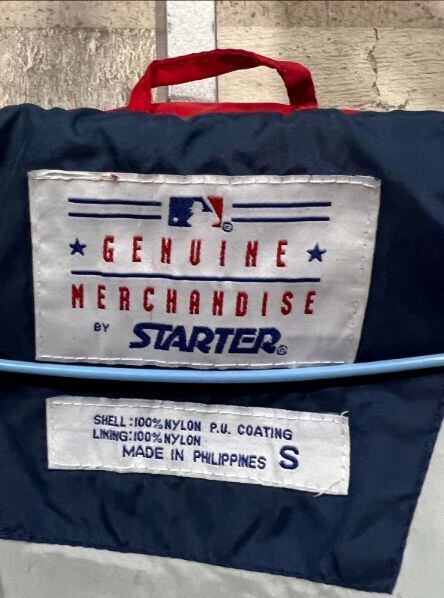 GENUINE
MERCHANDISE
BY STARTER®
SHELL:100%NYLON P.U. COATING
LINING:100%NYLON
MADE IN PHILIPPINES S